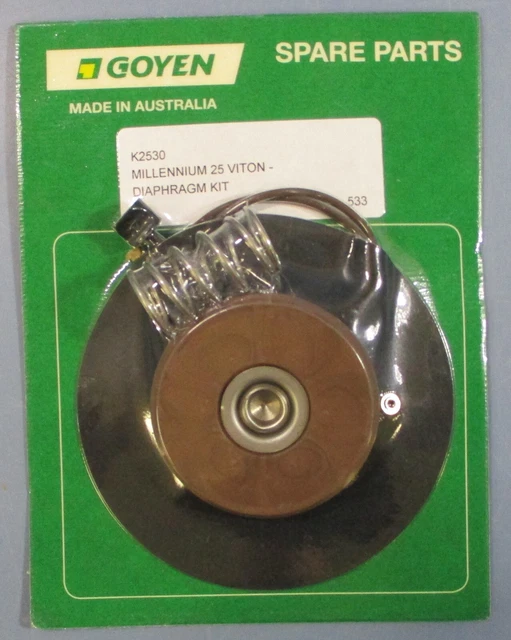 GOYEN
SPARE PARTS
MADE IN AUSTRALIA
K2530
MILLENNIUM 25 VITON -
DIAPHRAGM KIT
533